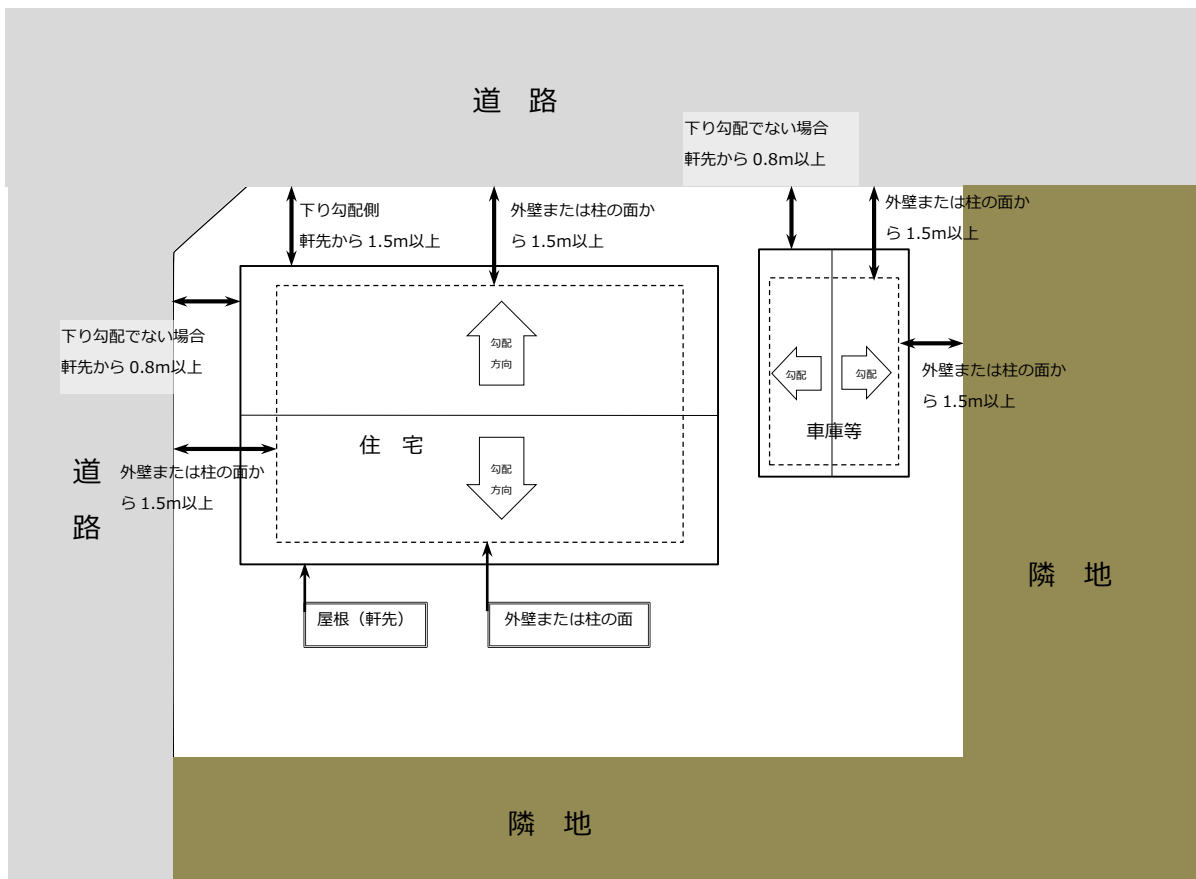 道 路
下り勾配でない場合
軒先から 0.8m以上
下り勾配側
軒先から 1.5m以上
外壁または柱の面か
ら 1.5m以上
外壁または柱の面か
ら 1.5m以上
下り勾配でない場合
軒先から 0.8m以上
勾配
方向
勾配
勾配
外壁または柱の面か
ら 1.5m以上
車庫等
住 宅
道
路
外壁または柱の面か
ら 1.5m以上
勾配
方向
隣 地
屋根（軒先）
外壁または柱の面
隣 地